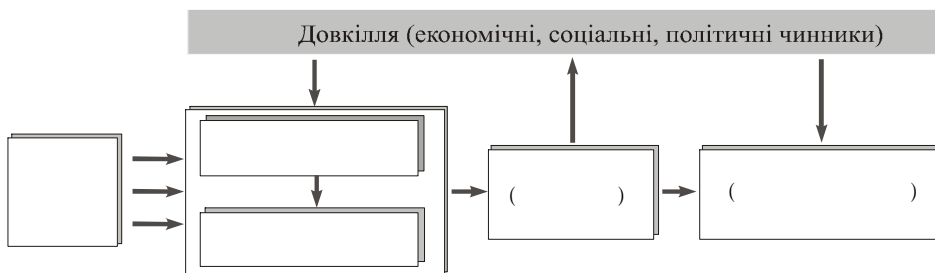 Довкілля (економічні, соціальні, політичні чинники)
( )
( )